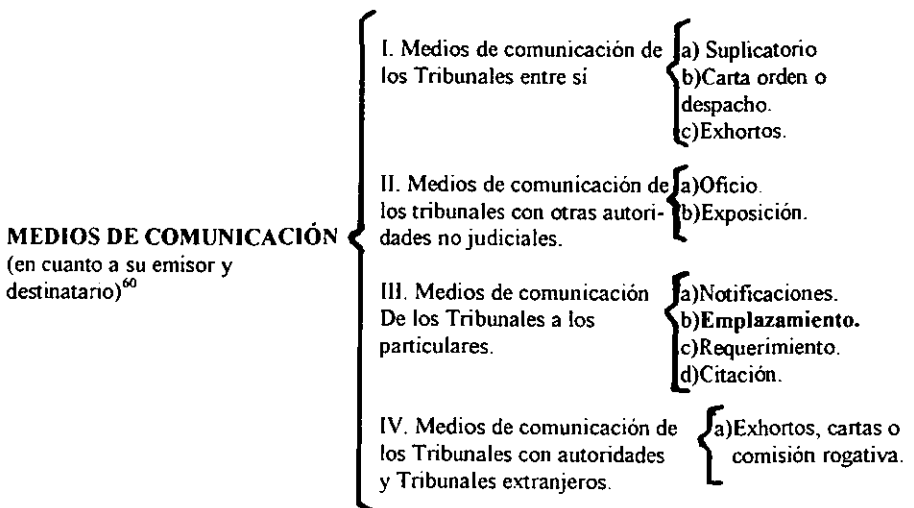 MEDIOS DE COMUNICACIÓN
(en cuanto a su emisor y
destinatario)60
I. Medios de comunicación de
los Tribunales entre sí
a) Suplicatorio
b)Carta orden o
despacho.
c)Exhortos.
II. Medios de comunicación de
los tribunales con otras autori-
dades no judiciales.
a)Oficio.
b)Exposición.
III. Medios de comunicación
De los Tribunales a los
particulares.
a)Notificaciones.
b)Emplazamiento.
c)Requerimiento.
d)Citación.
IV. Medios de comunicación de
los Tribunales con autoridades
y Tribunales extranjeros.
a)Exhortos, cartas o
comisión rogativa.